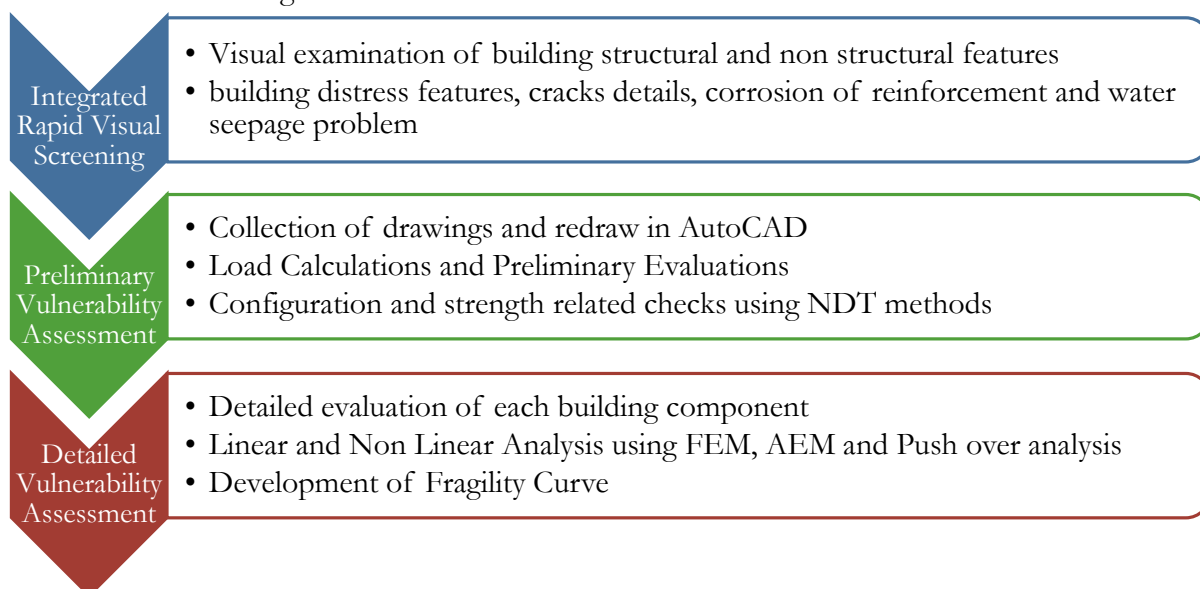 Integrated
Rapid Visual
Screening
• Visual examination of building structural and non structural features
• building distress features, cracks details, corrosion of reinforcement and water
seepage problem
Preliminary
Vulnerability
Assessment
• Collection of drawings and redraw in AutoCAD
• Load Calculations and Preliminary Evaluations
• Configuration and strength related checks using NDT methods
Detailed
Vulnerability
Assessment
• Detailed evaluation of each building component
• Linear and Non Linear Analysis using FEM, AEM and Push over analysis
• Development of Fragility Curve